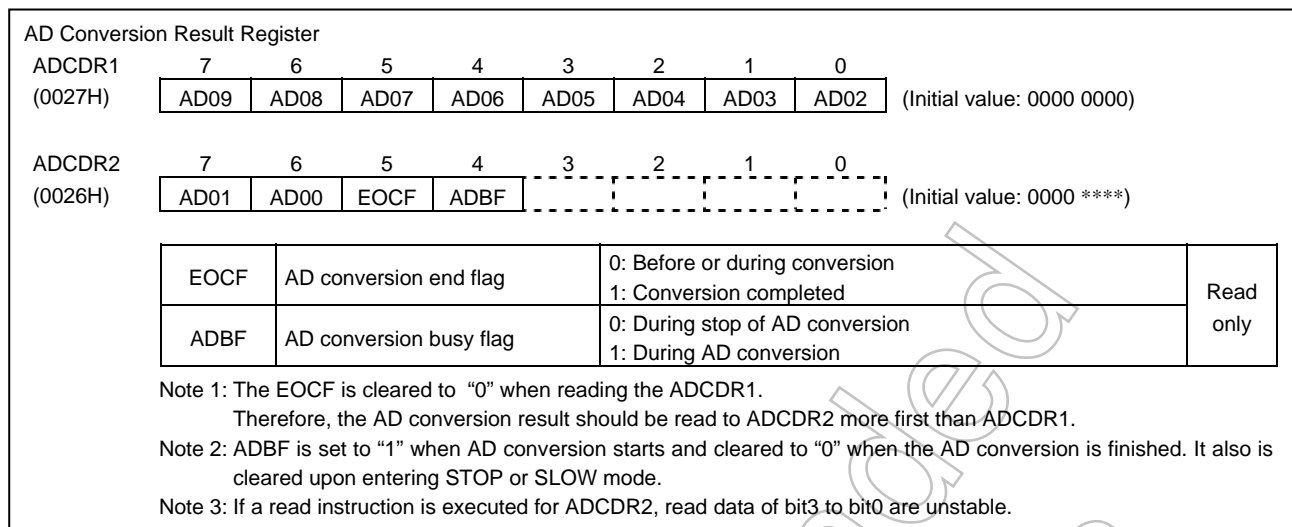 AD Conversion Result Register
ADCDR1 7 6 5 4 3 2 1 0
(0027H) AD09 AD08 AD07 AD06 AD05 AD04 AD03 AD02 (Initial value: 0000 0000)
ADCDR2 7 6 5 4 3 2 1 0
(0026H) AD01 AD00 EOCF ADBF (Initial value: 0000 ****)
EOCF AD conversion end flag 0: Before or during conversion
1: Conversion completed
Read only
ADBF AD conversion busy flag 0: During stop of AD conversion
1: During AD conversion
Note 1: The EOCF is cleared to “0” when reading the ADCDR1.
Therefore, the AD conversion result should be read to ADCDR2 more first than ADCDR1.
Note 2: ADBF is set to “1” when AD conversion starts and cleared to “0” when the AD conversion is finished. It also is
cleared upon entering STOP or SLOW mode.
Note 3: If a read instruction is executed for ADCDR2, read data of bit3 to bit0 are unstable.